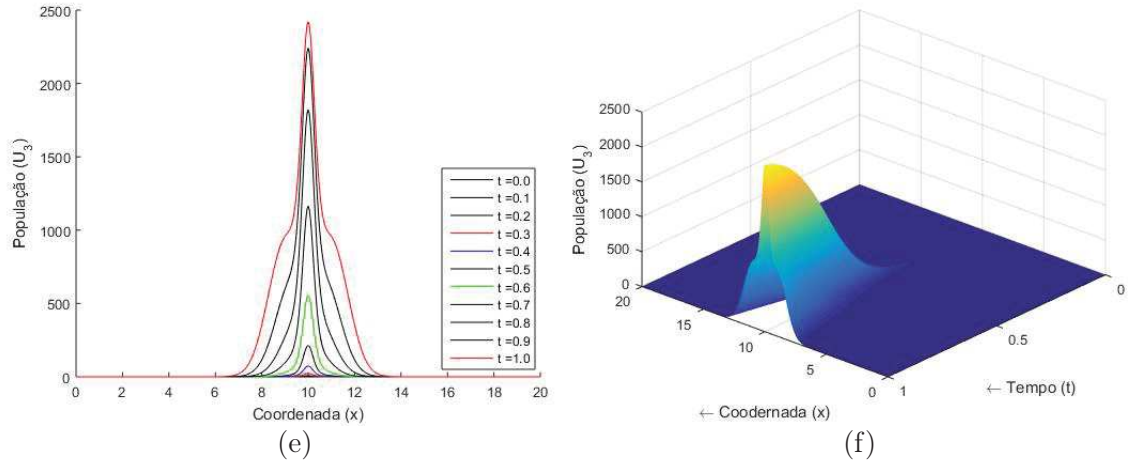 2500
2000
1500
1000
500
0
População (U3)
0 2 4 6 8 10 12 14 16 18 20
Coordenada (x)
t =0.0
t =0.1
t =0.2
t =0.3
t =0.4
t =0.5
t =0.6
t =0.7
t =0.8
t =0.9
t =1.0
(e)
2500
2000
1500
1000
500
0
População (U3)
20
15
10
5
0
← Coodernada (x)
1
0.5
0
← Tempo (t)
(f)